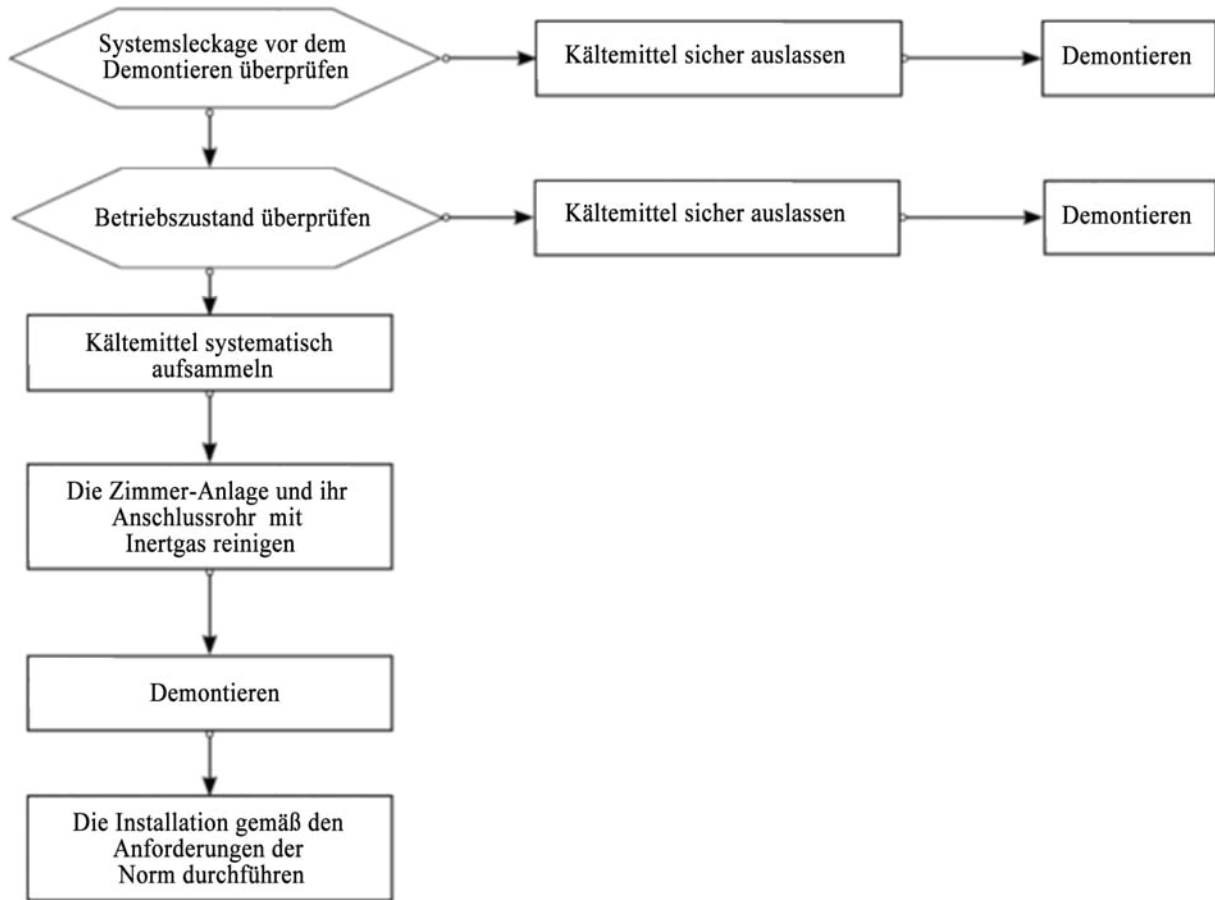 Systemsleckage vor dem
Demontieren überprüfen
Kältemittel sicher auslassen
Demontieren
Betriebszustand überprüfen
Kältemittel sicher auslassen
Demontieren
Kältemittel systematisch
aufsammeln
Die Zimmer-Anlage und ihr
Anschlussrohr mit
Inertgas reinigen
Demontieren
Die Installation gemäß den
Anforderungen der
Norm durchführen